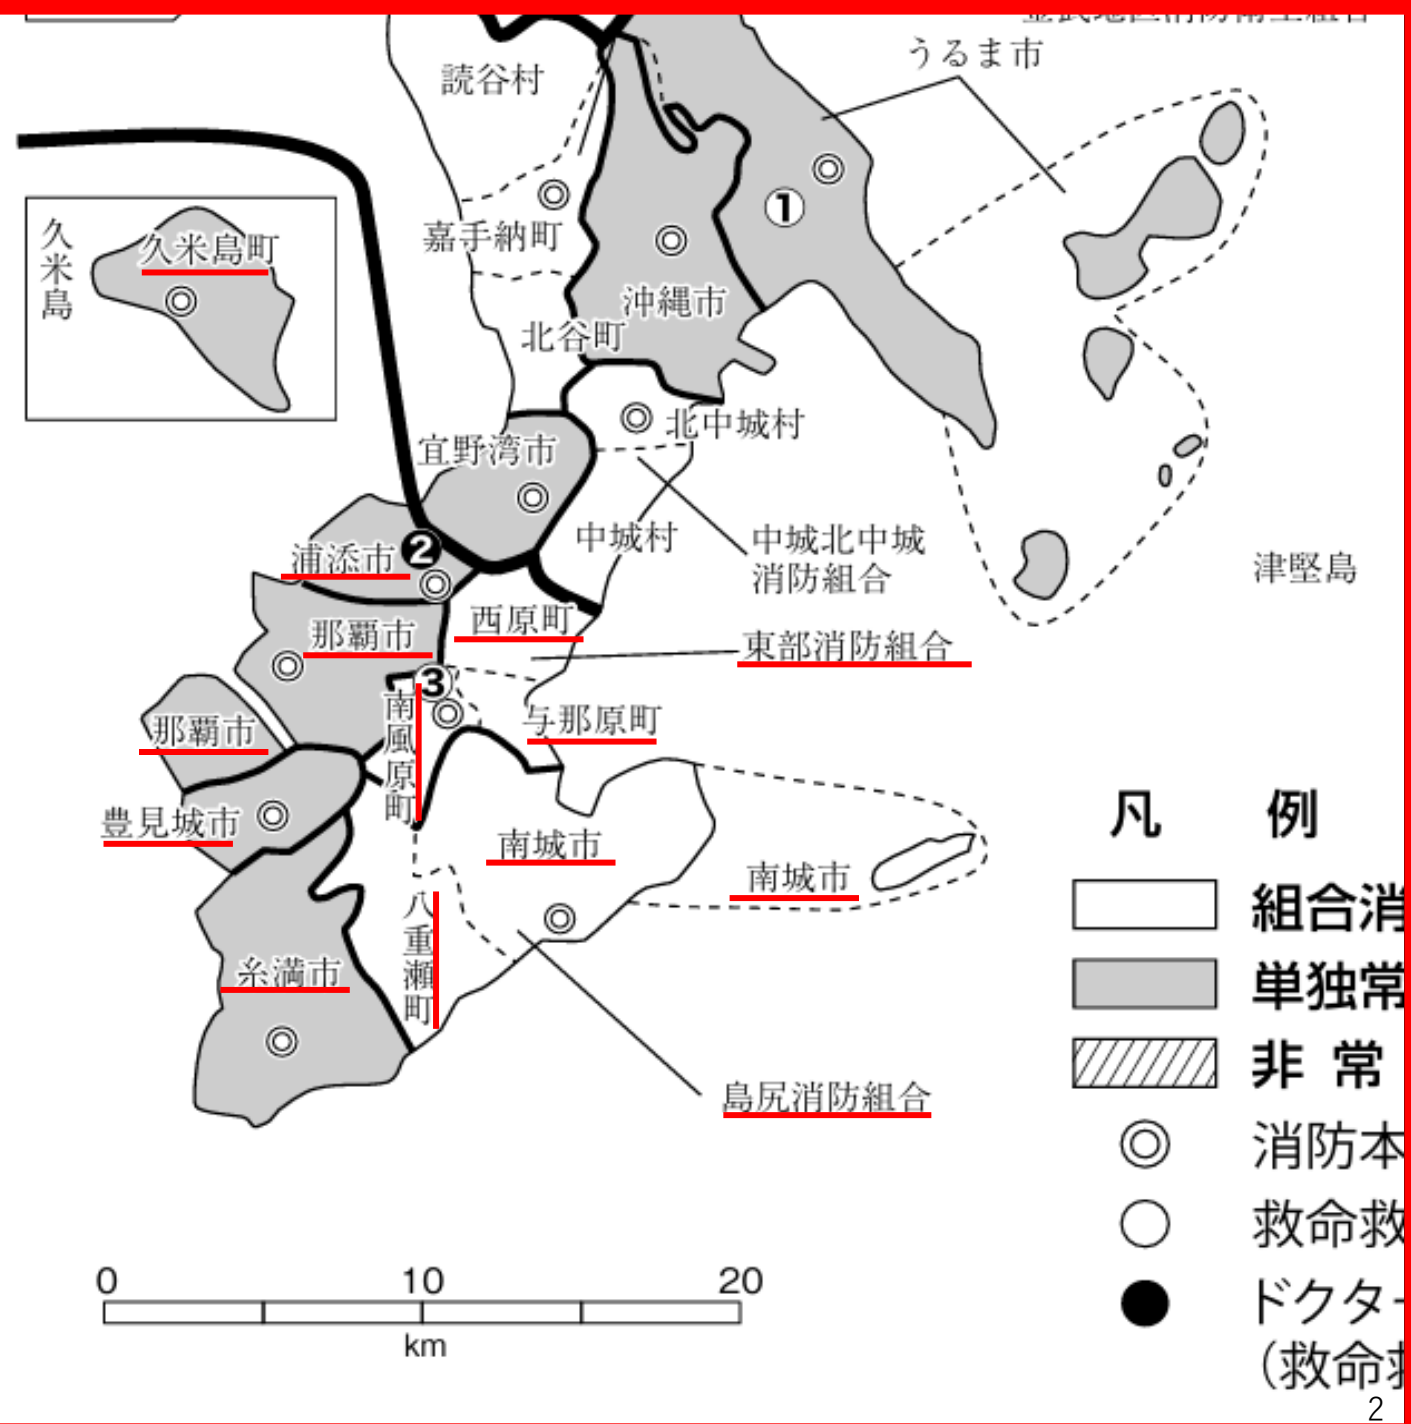 うるま市
読谷村
①
嘉手納町
久米島
久米島町
沖縄市
北谷町
北中城村
宜野湾市
中城村
中城北中城
消防組合
浦添市
❷
津堅島
西原町
那覇市
東部消防組合
③
南風原町
与那原町
那覇市
豊見城市
南城市
南城市
八重瀬町
糸満市
島尻消防組合
凡 例
組合消
単独常
非 常
消防本
救命救
ドクター
（救命救
0 10 20
km
2